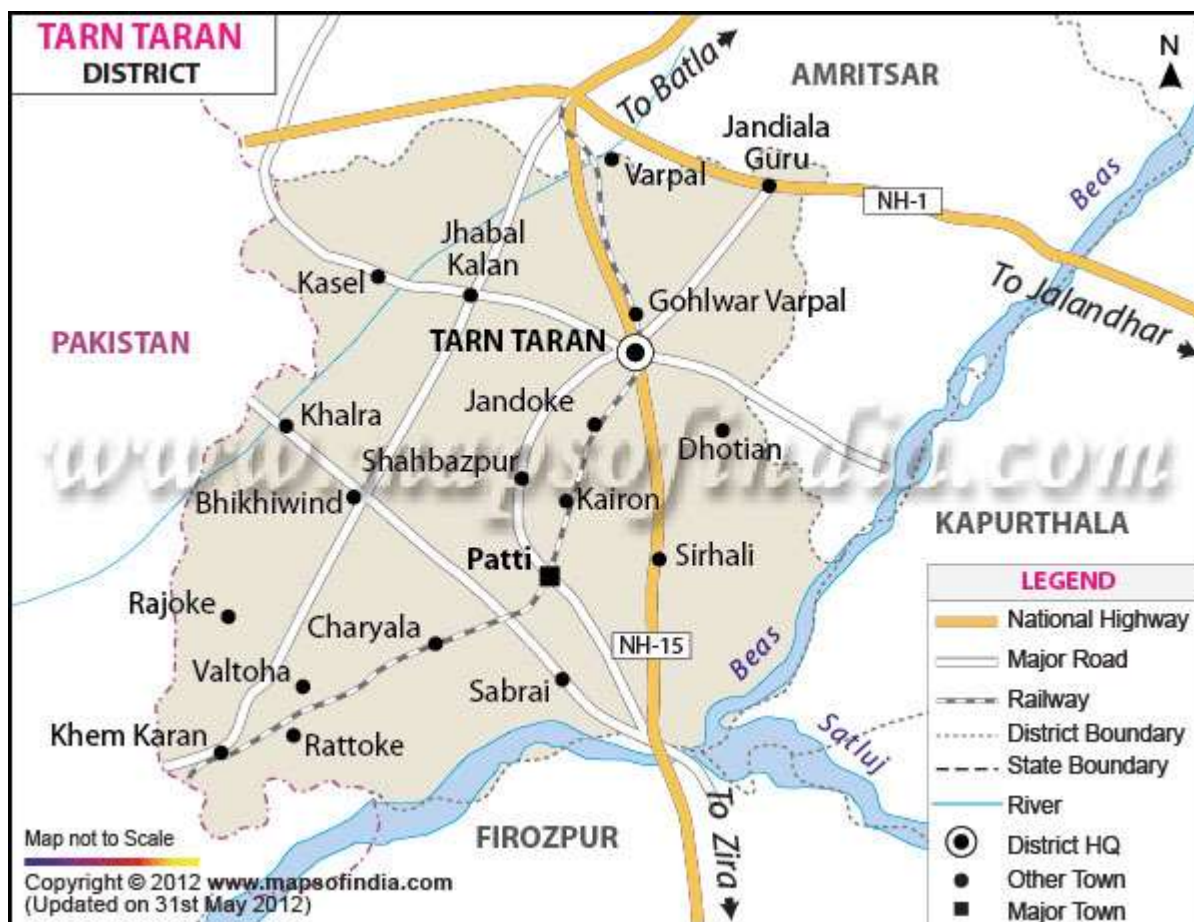 TARN TARAN
DISTRICT
To Batla
AMRITSAR
N
Jandiala
Guru
Varpal
NH-1
Beas
Jhabal
Kalan
Kasel
To Jalandhar
Gohlwar Varpal
PAKISTAN
TARN TARAN
Khalra
Jandoke
Dhotian
www.mapsofindia.com
Shahbazpur
Bhikhiwind
Kairon
KAPURTHALA
Patti
Sirhali
Rajoke
Charyala
NH-15
Valtoha
Sabrai
Beas
Satluj
Khem Karan
Rattoke
To Zira
FIROZPUR
LEGEND
National Highway
Major Road
Railway
District Boundary
State Boundary
River
District HQ
Other Town
Major Town
Map not to Scale
Copyright © 2012 www.mapsofindia.com
(Updated on 31st May 2012)